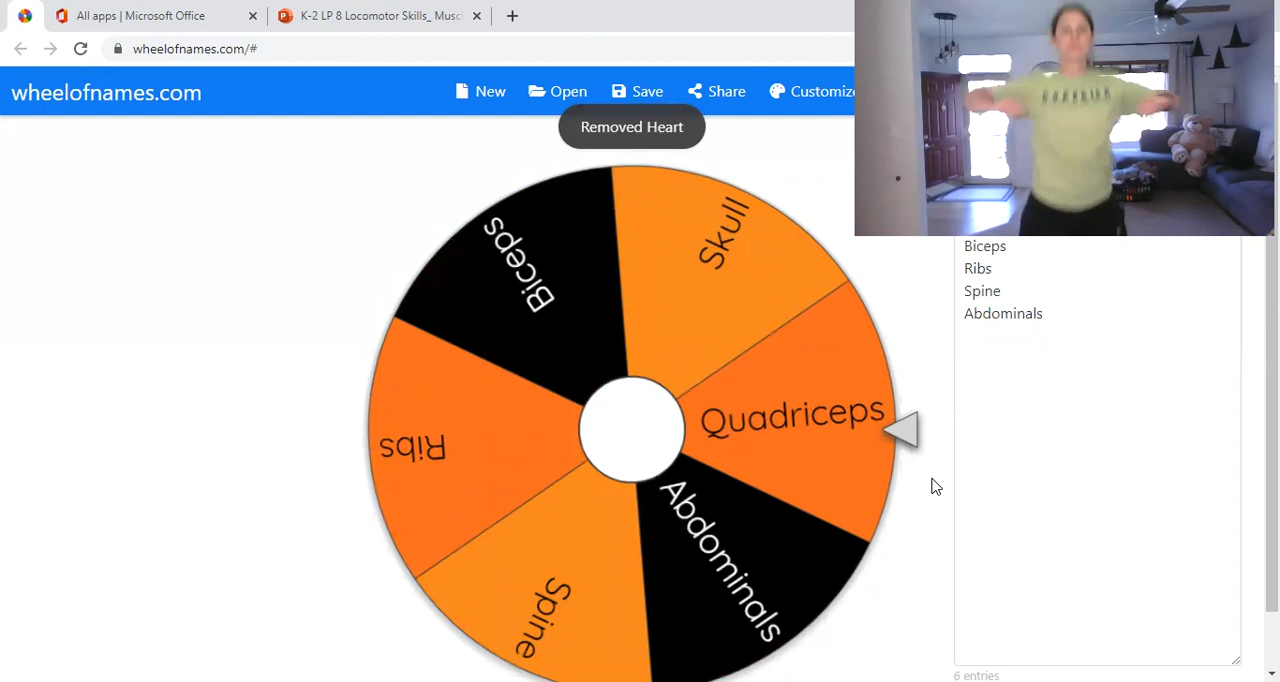 All apps | Microsoft Office
K-2 LP 8 Locomotor Skills_ Musc
wheelofnames.com/#
wheelofnames.com
New
Open
Save
Share
Customize
Removed Heart
Skull
Biceps
Quadriceps
Ribs
Abdominals
Spine
Biceps
Ribs
Spine
Abdominals
6 entries